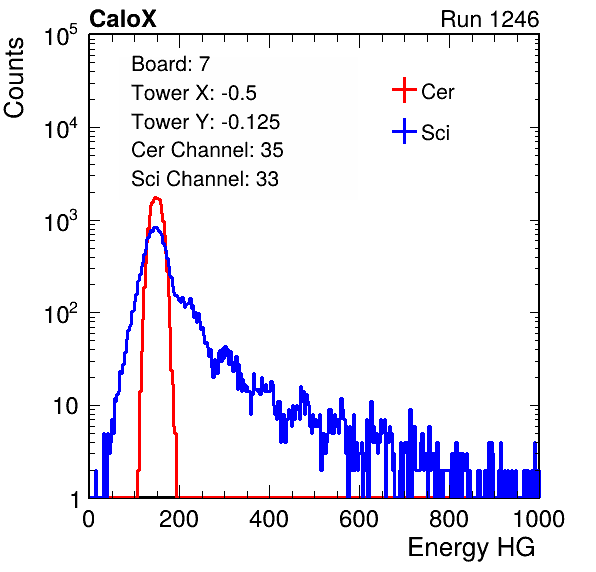 CaloX Run 1246
Counts
Board: 7
Tower X: -0.5
Tower Y: -0.125
Cer Channel: 35
Sci Channel: 33
Cer
Sci
10^5
10^4
10^3
10^2
10
1
0 200 400 600 800 1000
Energy HG